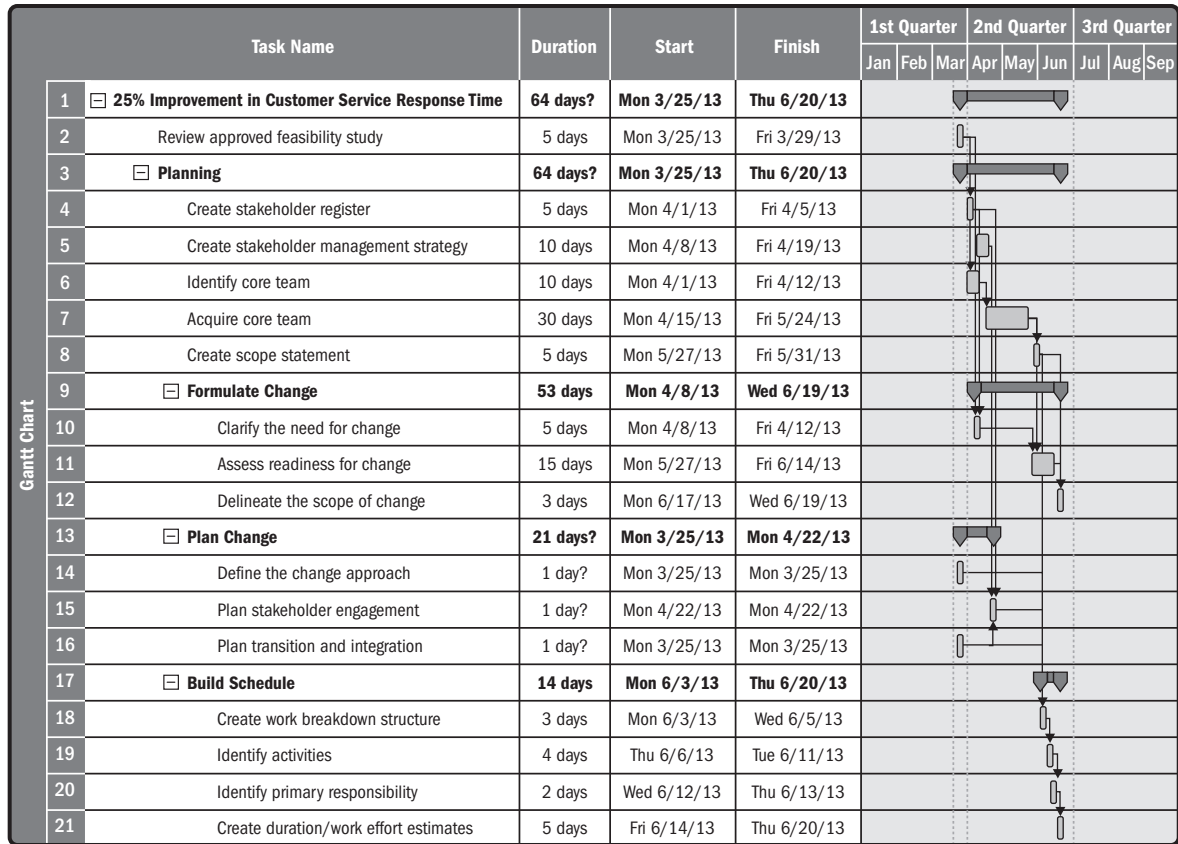 Task Name Duration Start Finish 1st Quarter 2nd Quarter 3rd Quarter
Jan Feb Mar Apr May Jun Jul Aug Sep
Gantt Chart
1 25% Improvement in Customer Service Response Time 64 days? Mon 3/25/13 Thu 6/20/13
2 Review approved feasibility study 5 days Mon 3/25/13 Fri 3/29/13
3 Planning 64 days? Mon 3/25/13 Thu 6/20/13
4 Create stakeholder register 5 days Mon 4/1/13 Fri 4/5/13
5 Create stakeholder management strategy 10 days Mon 4/8/13 Fri 4/19/13
6 Identify core team 10 days Mon 4/1/13 Fri 4/12/13
7 Acquire core team 30 days Mon 4/15/13 Fri 5/24/13
8 Create scope statement 5 days Mon 5/27/13 Fri 5/31/13
9 Formulate Change 53 days Mon 4/8/13 Wed 6/19/13
10 Clarify the need for change 5 days Mon 4/8/13 Fri 4/12/13
11 Assess readiness for change 15 days Mon 5/27/13 Fri 6/14/13
12 Delineate the scope of change 3 days Mon 6/17/13 Wed 6/19/13
13 Plan Change 21 days? Mon 3/25/13 Mon 4/22/13
14 Define the change approach 1 day? Mon 3/25/13 Mon 3/25/13
15 Plan stakeholder engagement 1 day? Mon 4/22/13 Mon 4/22/13
16 Plan transition and integration 1 day? Mon 3/25/13 Mon 3/25/13
17 Build Schedule 14 days Mon 6/3/13 Thu 6/20/13
18 Create work breakdown structure 3 days Mon 6/3/13 Wed 6/5/13
19 Identify activities 4 days Thu 6/6/13 Tue 6/11/13
20 Identify primary responsibility 2 days Wed 6/12/13 Thu 6/13/13
21 Create duration/work effort estimates 5 days Fri 6/14/13 Thu 6/20/13